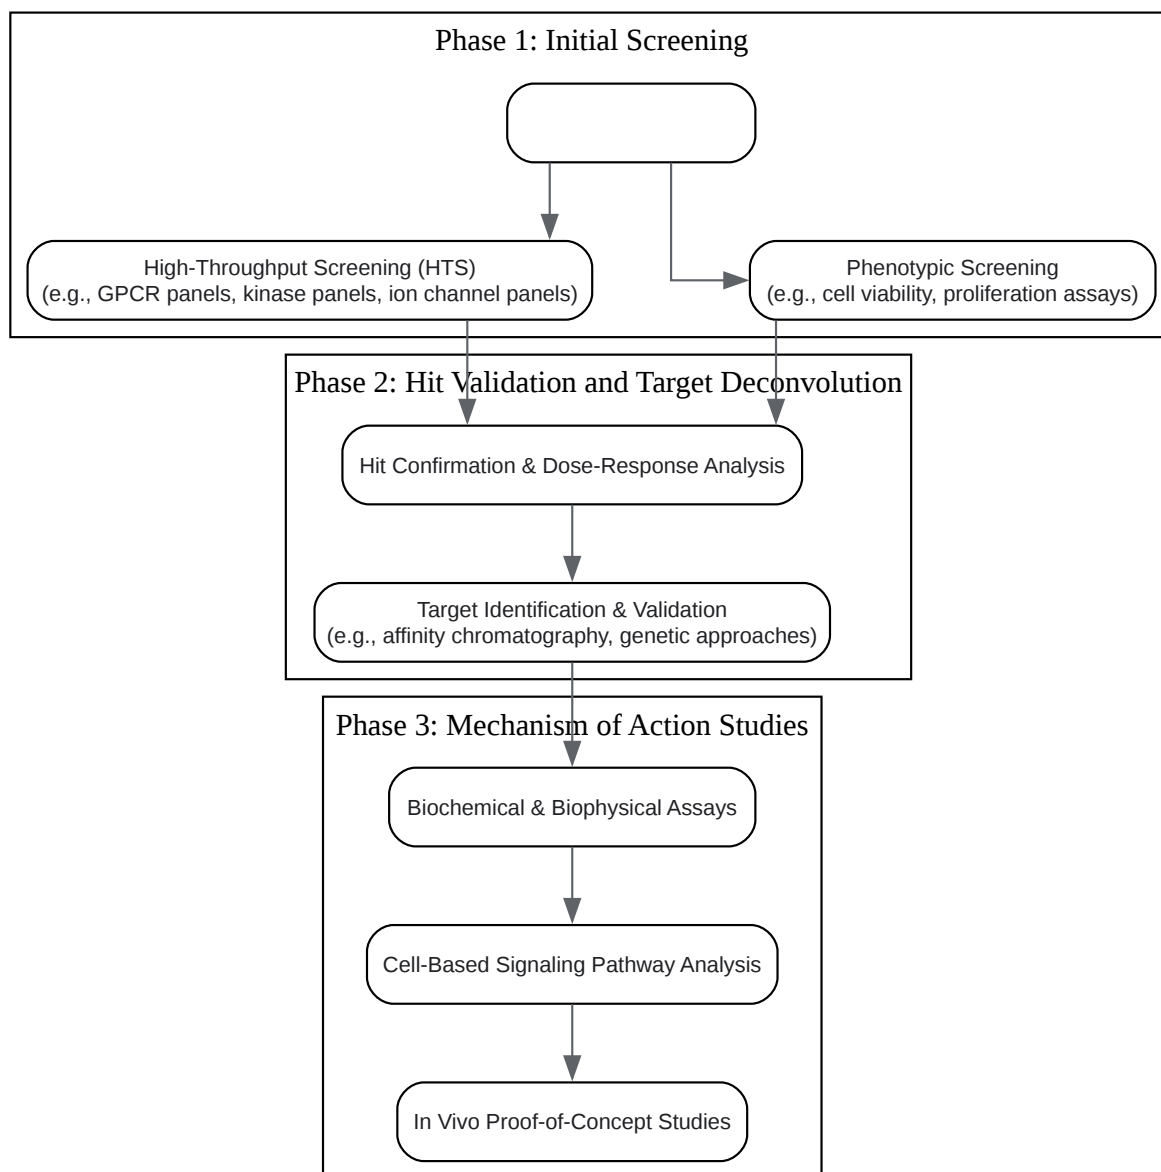 Phase 1: Initial Screening
High-Throughput Screening (HTS)
(e.g., GPCR panels, kinase panels, ion channel panels)
Phenotypic Screening
(e.g., cell viability, proliferation assays)
Phase 2: Hit Validation and Target Deconvolution
Hit Confirmation & Dose-Response Analysis
Target Identification & Validation
(e.g., affinity chromatography, genetic approaches)
Phase 3: Mechanism of Action Studies
Biochemical & Biophysical Assays
Cell-Based Signaling Pathway Analysis
In Vivo Proof-of-Concept Studies